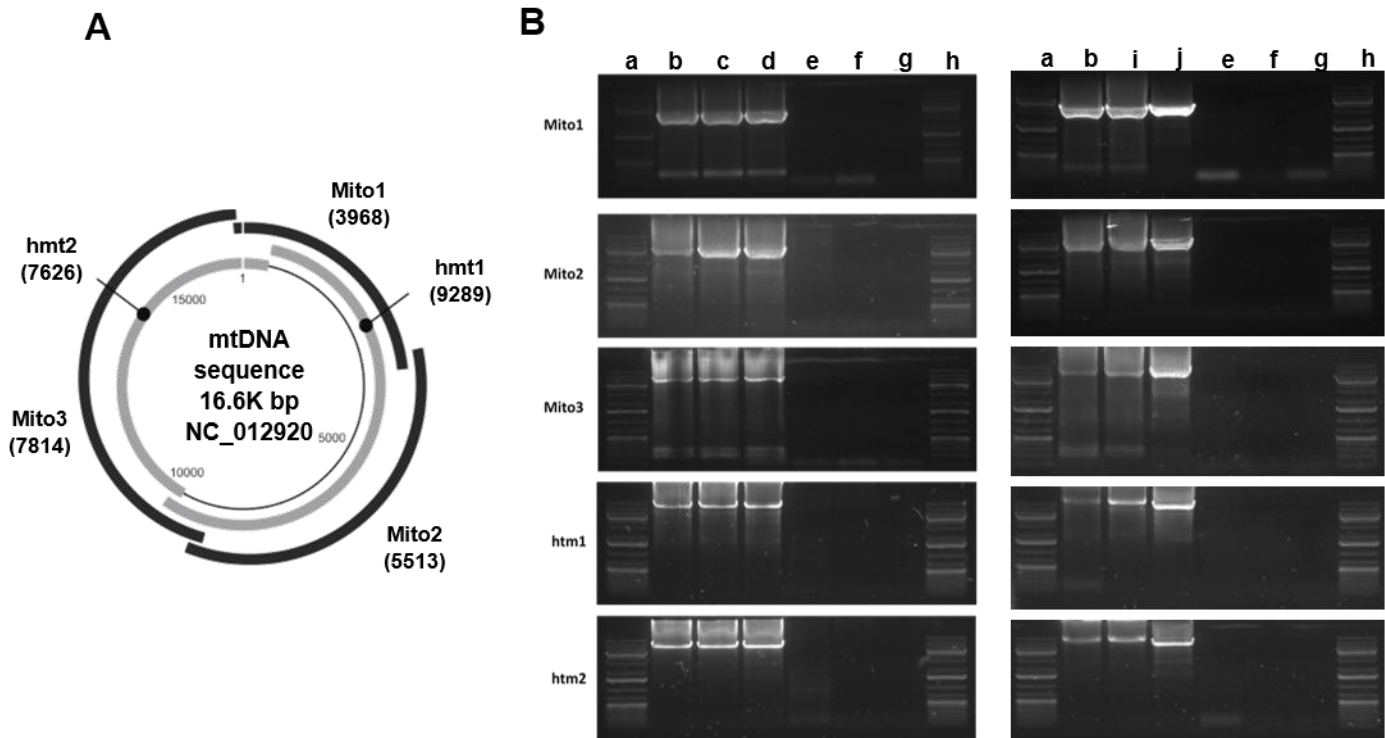 A
Mito1
(3968)
hmt2
(7626)
hmt1
(9289)
1
15000
mtDNA
sequence
16.6K bp
NC_012920
5000
10000
Mito3
(7814)
Mito2
(5513)
B
a b c d e f g h
a b i j e f g h
Mito1
Mito2
Mito3
htm1
htm2